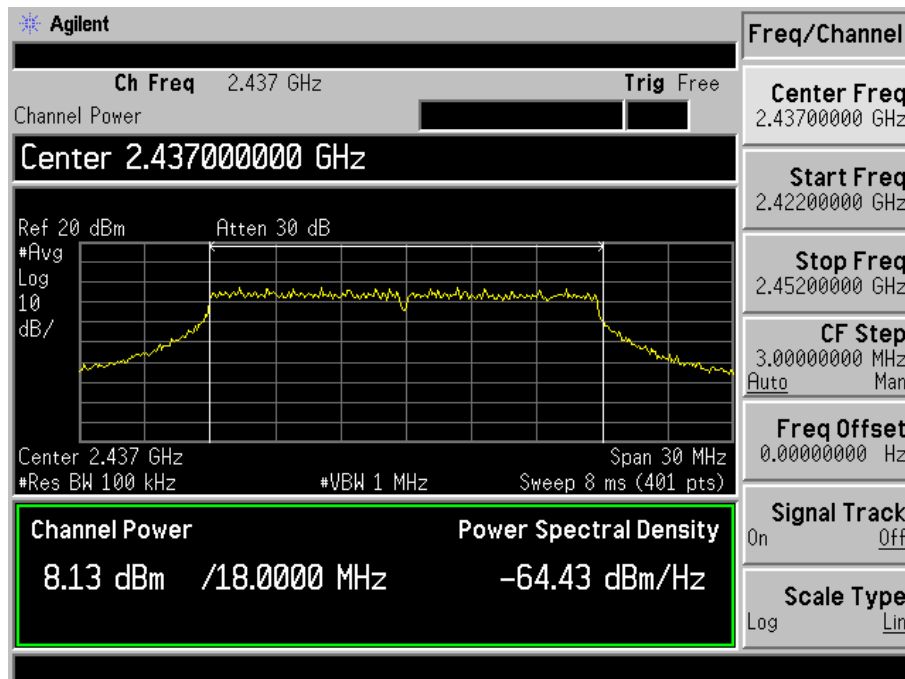 Agilent
Freq/Channel
Ch Freq 2.437 GHz Trig Free
Channel Power
Center 2.437000000 GHz
Ref 20 dBm Atten 30 dB
#Avg
Log
10
dB/
Center 2.437 GHz Span 30 MHz
#Res BW 100 kHz #VBW 1 MHz Sweep 8 ms (401 pts)
Channel Power Power Spectral Density
8.13 dBm /18.0000 MHz -64.43 dBm/Hz
Center Freq
2.43700000 GHz
Start Freq
2.42200000 GHz
Stop Freq
2.45200000 GHz
CF Step
3.00000000 MHz
Auto Man
Freq Offset
0.00000000 Hz
Signal Track
On Off
Scale Type
Log Lin